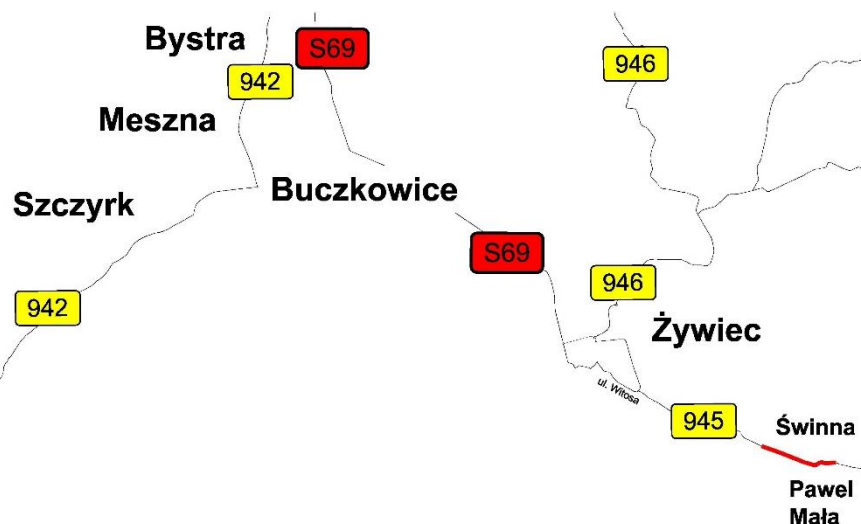 Bystra
S69
942
946
Meszna
Szczyrk
Buczkowice
S69
942
946
Żywiec
ul. Witosa
945
Świnna
Pawel
Mała